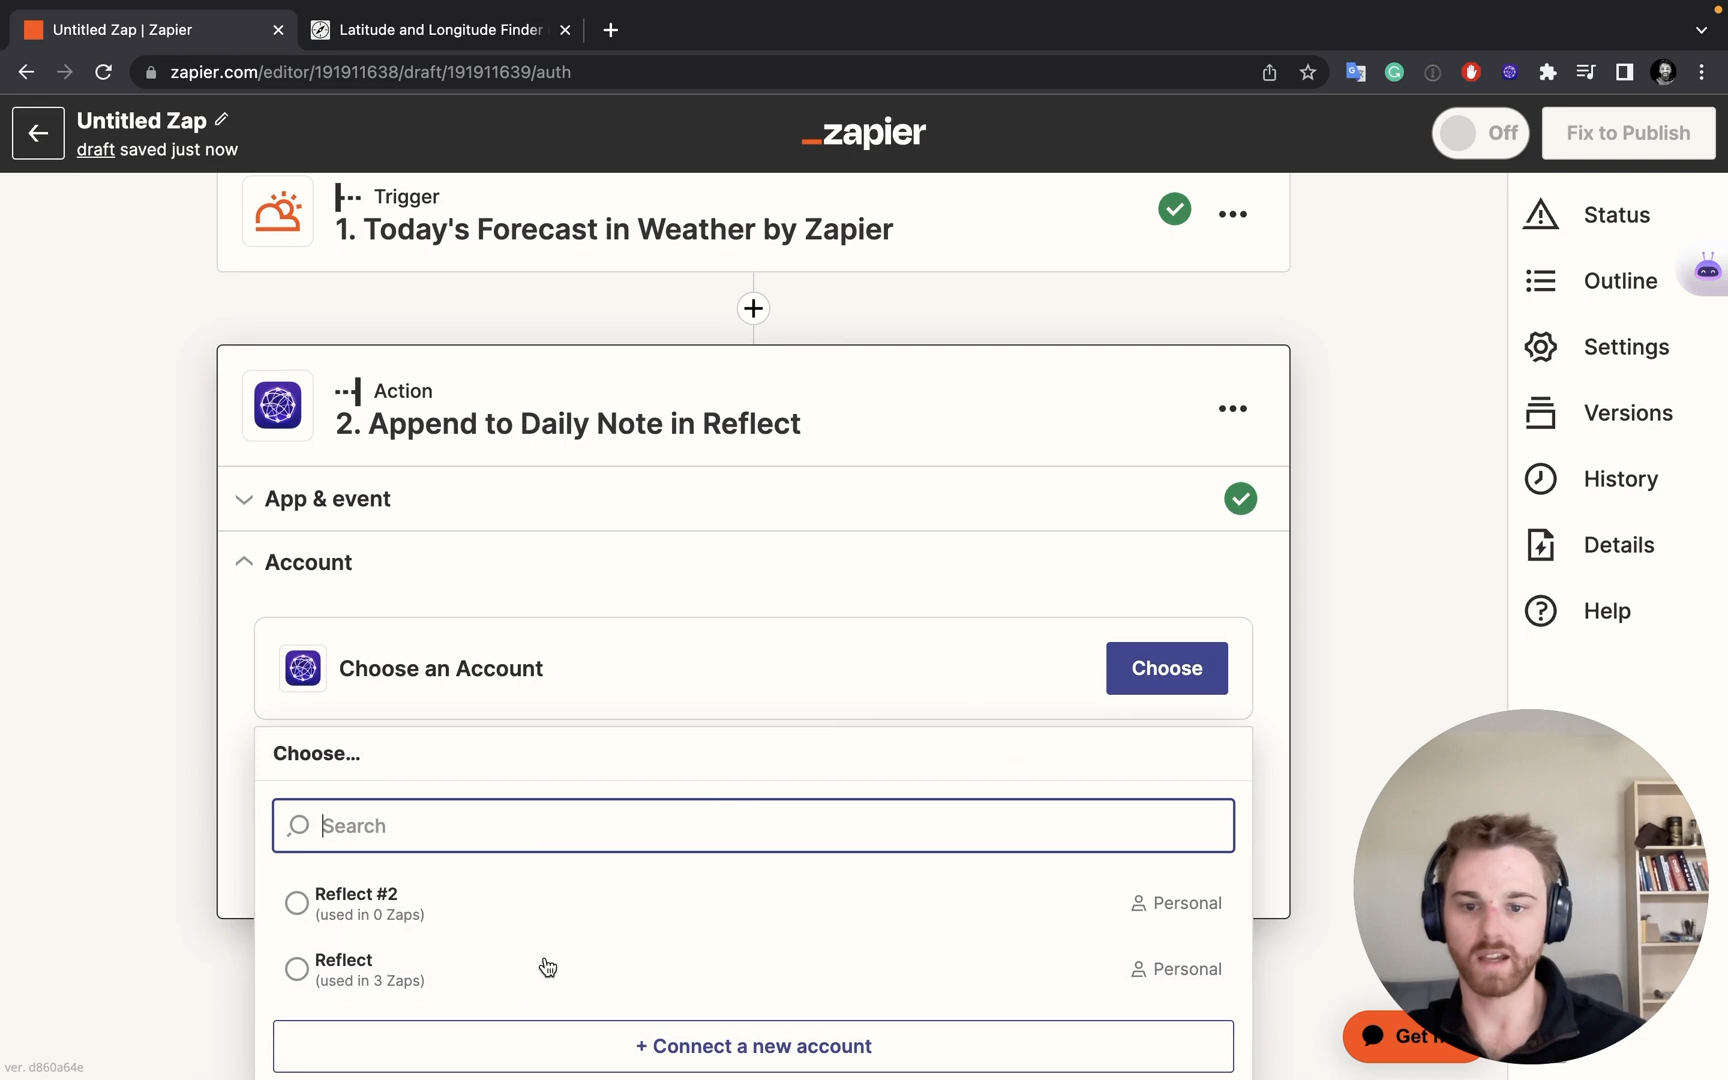 Untitled Zap | Zapier
Latitude and Longitude Finder
zapier.com/editor/191911638/draft/191911639/auth
Untitled Zap
draft saved just now
zapier
Off
Fix to Publish
Trigger
1. Today's Forecast in Weather by Zapier
Action
2. Append to Daily Note in Reflect
App & event
Account
Choose an Account
Choose
Choose...
Search
Reflect #2
(used in 0 Zaps)
Personal
Reflect
(used in 3 Zaps)
Personal
+ Connect a new account
Status
Outline
Settings
Versions
History
Details
Help
Get
ver. d860a64e